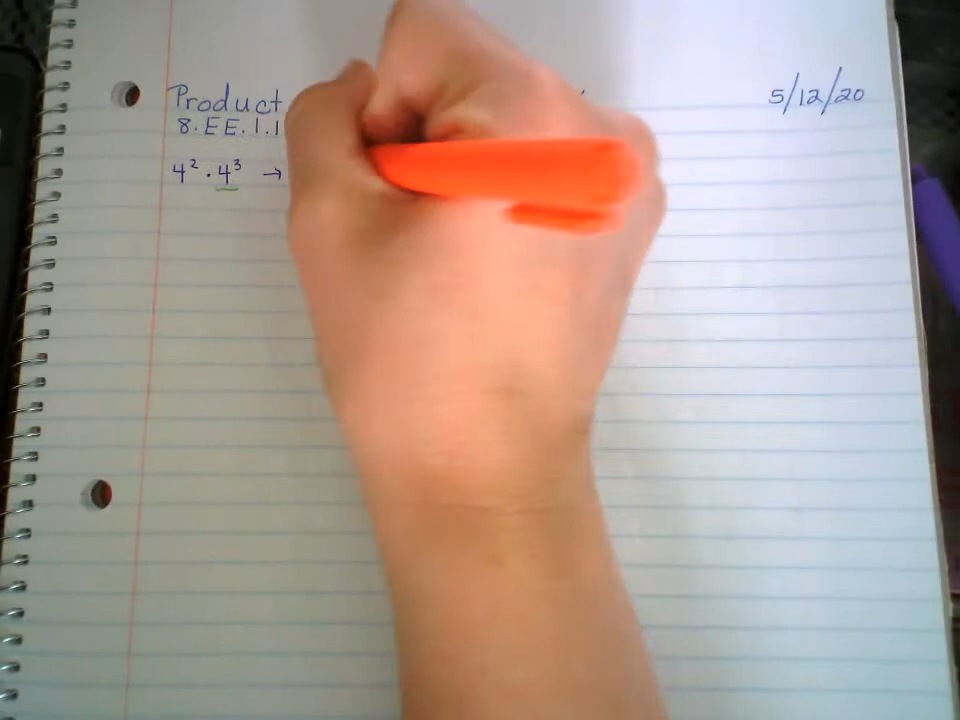 Product 5/12/20
8.EE.1.1
4² · 4³ →